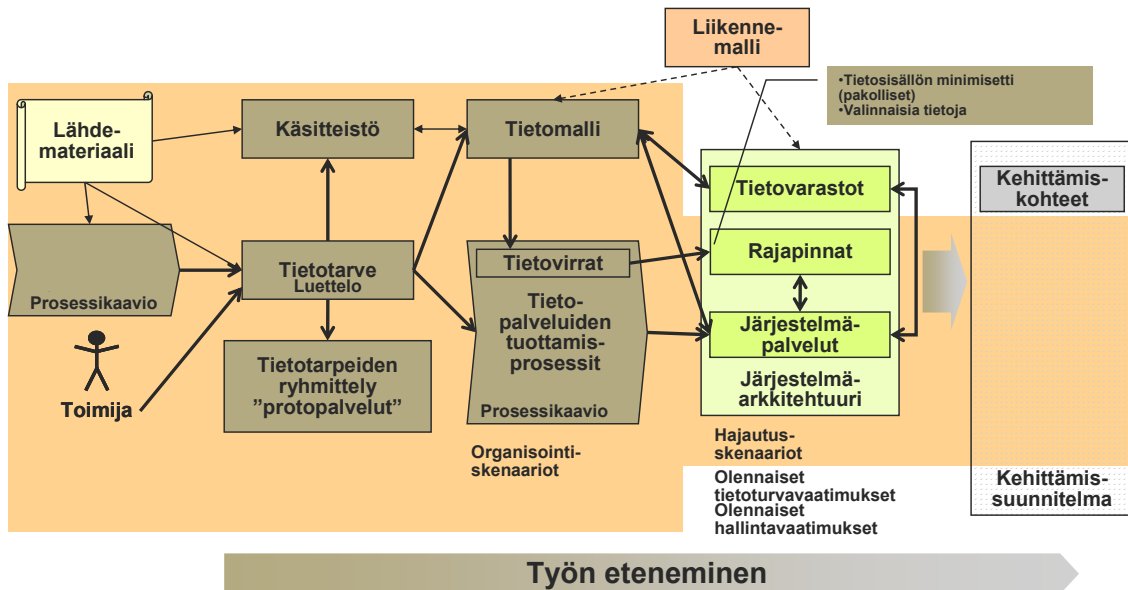 Liikenne-
malli
•Tietosisällön minimisetti
(pakolliset)
•Valinnaisia tietoja
Lähde-
materiaali
Käsitteistö
Tietomalli
Tietovarastot
Kehittämis-
kohteet
Prosessikaavio
Tietotarve
Luettelo
Tietovirrat
Rajapinnat
Tieto-
palveluiden
tuottamis-
prosessit
Järjestelmä-
palvelut
Toimija
Tietotarpeiden
ryhmittely
”protopalvelut”
Prosessikaavio
Järjestelmä-
arkkitehtuuri
Organisointi-
skenaariot
Hajautus-
skenaariot
Olennaiset
tietoturvavaatimukset
Olennaiset
hallintavaatimukset
Kehittämis-
suunnitelma
Työn eteneminen